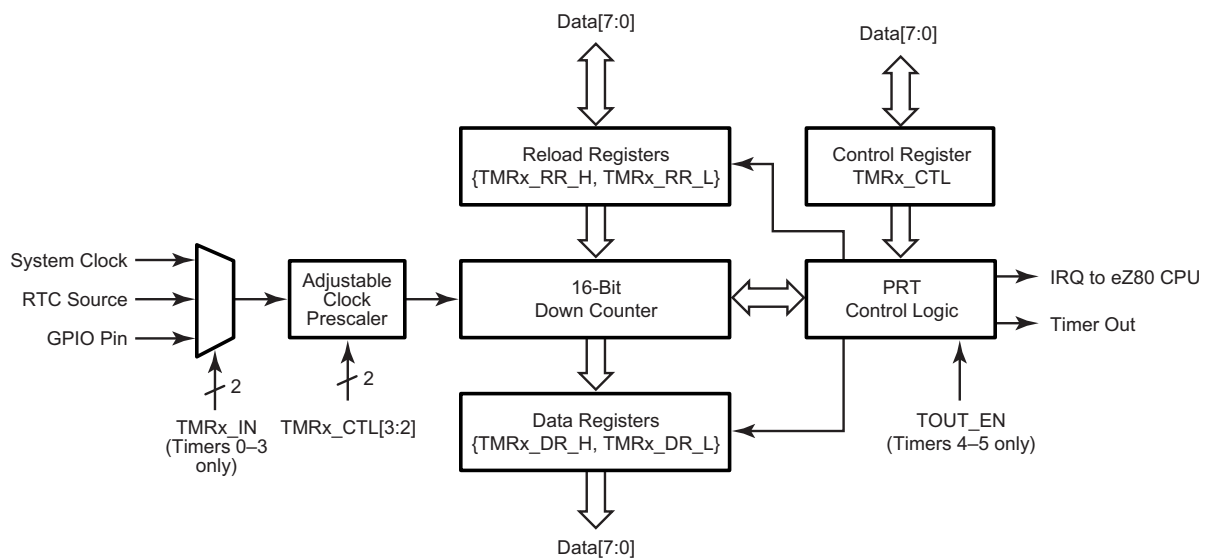 Data[7:0]
Data[7:0]
Reload Registers
{TMRx_RR_H, TMRx_RR_L}
Control Register
TMRx_CTL
System Clock
RTC Source
GPIO Pin
Adjustable
Clock
Prescaler
16-Bit
Down Counter
PRT
Control Logic
IRQ to eZ80 CPU
Timer Out
2
2
TMRx_IN
(Timers 0–3
only)
TMRx_CTL[3:2]
Data Registers
{TMRx_DR_H, TMRx_DR_L}
TOUT_EN
(Timers 4–5 only)
Data[7:0]